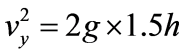 v_y^2 = 2g × 1.5h